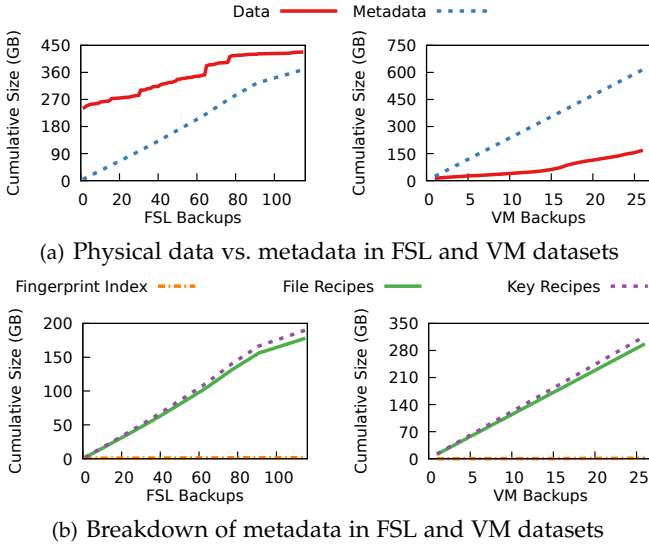 Data Metadata
Cumulative Size (GB)
450
360
270
180
90
0
0 20 40 60 80 100
FSL Backups
Cumulative Size (GB)
750
600
450
300
150
0
0 5 10 15 20 25
VM Backups
(a) Physical data vs. metadata in FSL and VM datasets
Fingerprint Index File Recipes Key Recipes
Cumulative Size (GB)
200
150
100
50
0
0 20 40 60 80 100
FSL Backups
Cumulative Size (GB)
350
280
210
140
70
0
0 5 10 15 20 25
VM Backups
(b) Breakdown of metadata in FSL and VM datasets